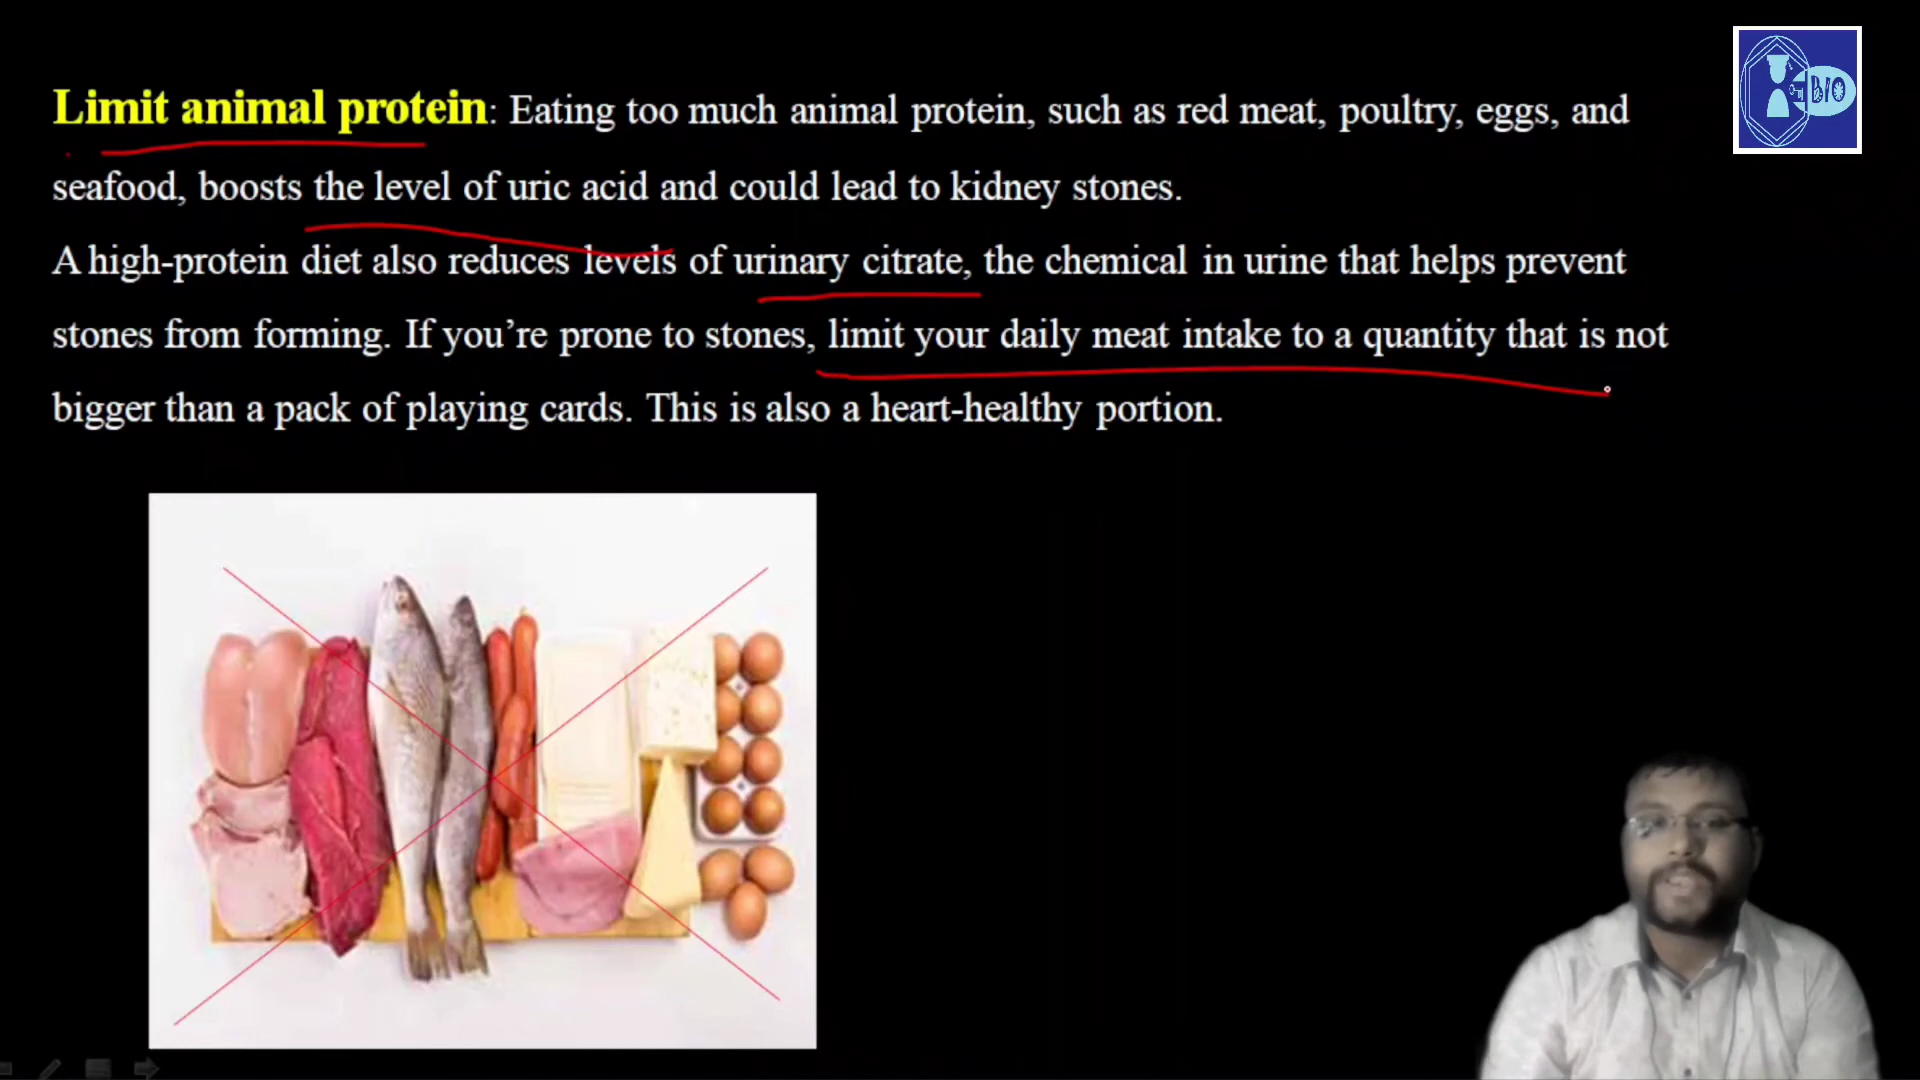 Limit animal protein: Eating too much animal protein, such as red meat, poultry, eggs, and
seafood, boosts the level of uric acid and could lead to kidney stones.
A high-protein diet also reduces levels of urinary citrate, the chemical in urine that helps prevent
stones from forming. If you’re prone to stones, limit your daily meat intake to a quantity that is not
bigger than a pack of playing cards. This is also a heart-healthy portion.
BIO